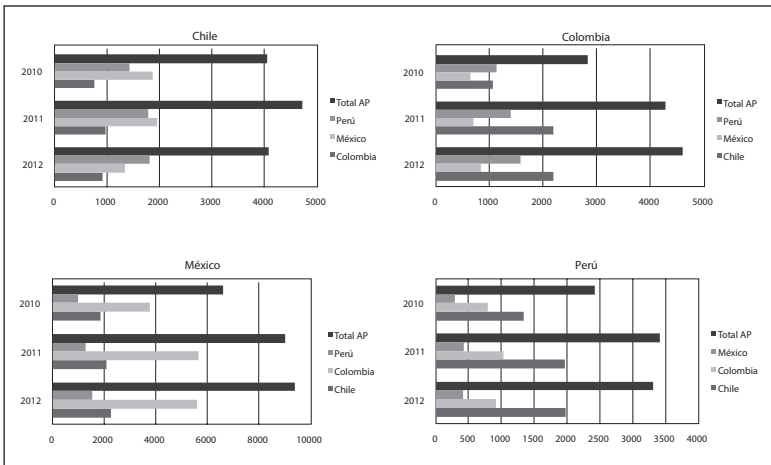 Chile
2010
2011
2012
Total AP
Perú
México
Colombia
0 1000 2000 3000 4000 5000
Colombia
2010
2011
2012
Total AP
Perú
México
Chile
0 1000 2000 3000 4000 5000
México
2010
2011
2012
Total AP
Perú
Colombia
Chile
0 2000 4000 6000 8000 10000
Perú
2010
2011
2012
Total AP
México
Colombia
Chile
0 500 1000 1500 2000 2500 3000 3400 4000